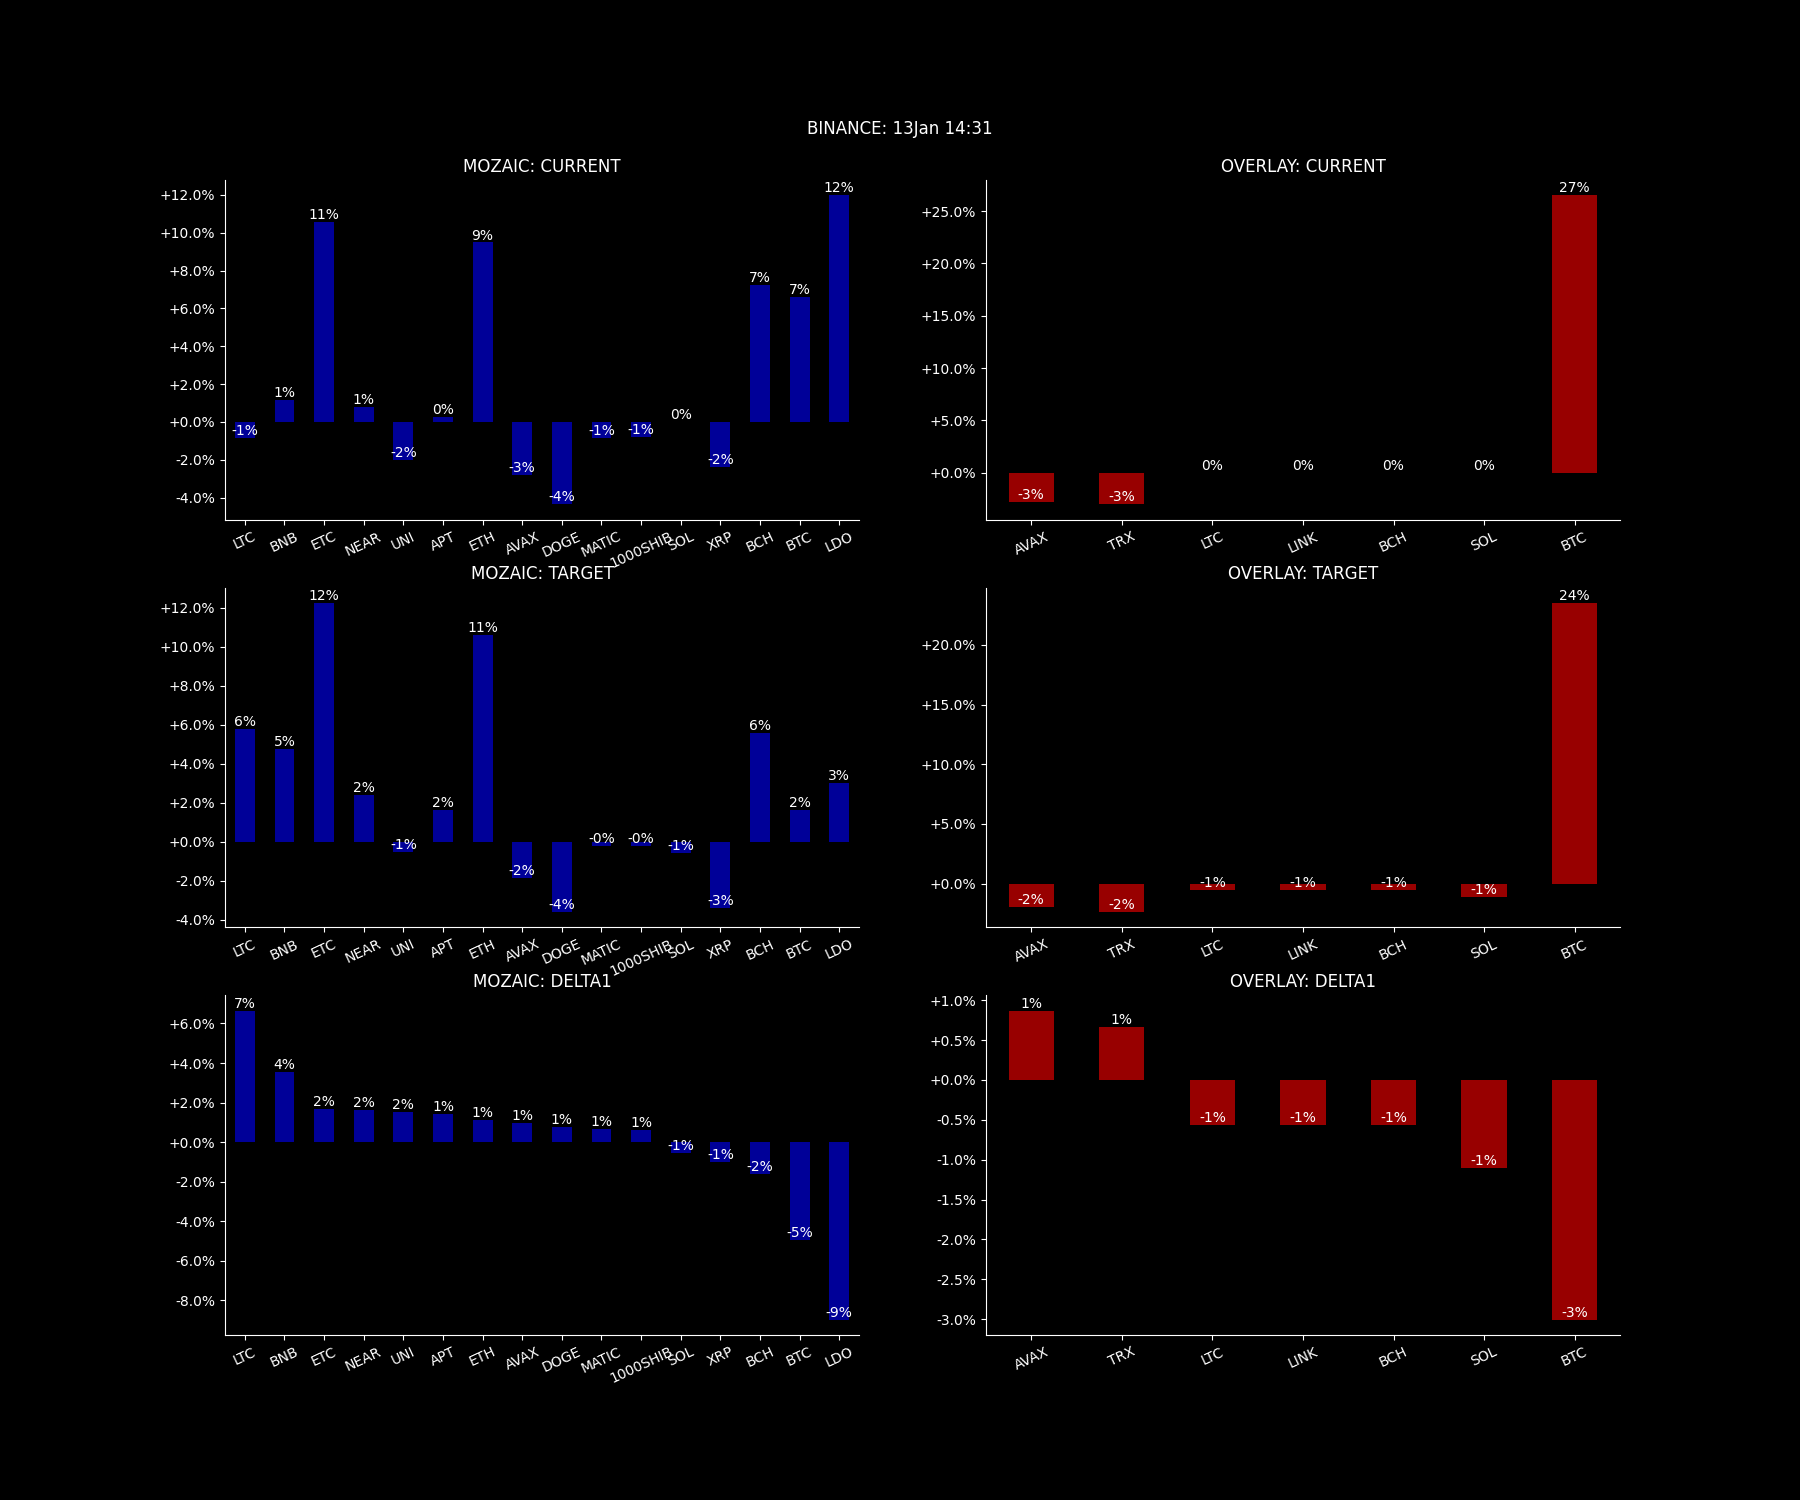 BINANCE: 13Jan 14:31
MOZAIC: CURRENT
+12.0%
+10.0%
+8.0%
+6.0%
+4.0%
+2.0%
+0.0%
-2.0%
-4.0%
-1% 1% 11% 1% -2% 0% 9% -3% -4% -1% -1% 0% -2% 7% 7% 12%
LTC BNB ETC NEAR UNI APT ETH AVAX DOGE MATIC 1000SHIB SOL XRP BCH BTC LDO
OVERLAY: CURRENT
+25.0%
+20.0%
+15.0%
+10.0%
+5.0%
+0.0%
-3% -3% 0% 0% 0% 0% 27%
AVAX TRX LTC LINK BCH SOL BTC
MOZAIC: TARGET
+12.0%
+10.0%
+8.0%
+6.0%
+4.0%
+2.0%
+0.0%
-2.0%
-4.0%
6% 5% 12% 2% -1% 2% 11% -2% -4% -0% -0% -1% -3% 6% 2% 3%
LTC BNB ETC NEAR UNI APT ETH AVAX DOGE MATIC 1000SHIB SOL XRP BCH BTC LDO
OVERLAY: TARGET
+20.0%
+15.0%
+10.0%
+5.0%
+0.0%
-2% -2% -1% -1% -1% -1% 24%
AVAX TRX LTC LINK BCH SOL BTC
MOZAIC: DELTA1
+6.0%
+4.0%
+2.0%
+0.0%
-2.0%
-4.0%
-6.0%
-8.0%
7% 4% 2% 2% 2% 1% 1% 1% 1% 1% 1% -1% -1% -2% -5% -9%
LTC BNB ETC NEAR UNI APT ETH AVAX DOGE MATIC 1000SHIB SOL XRP BCH BTC LDO
OVERLAY: DELTA1
+1.0%
+0.5%
+0.0%
-0.5%
-1.0%
-1.5%
-2.0%
-2.5%
-3.0%
1% 1% -1% -1% -1% -1% -3%
AVAX TRX LTC LINK BCH SOL BTC